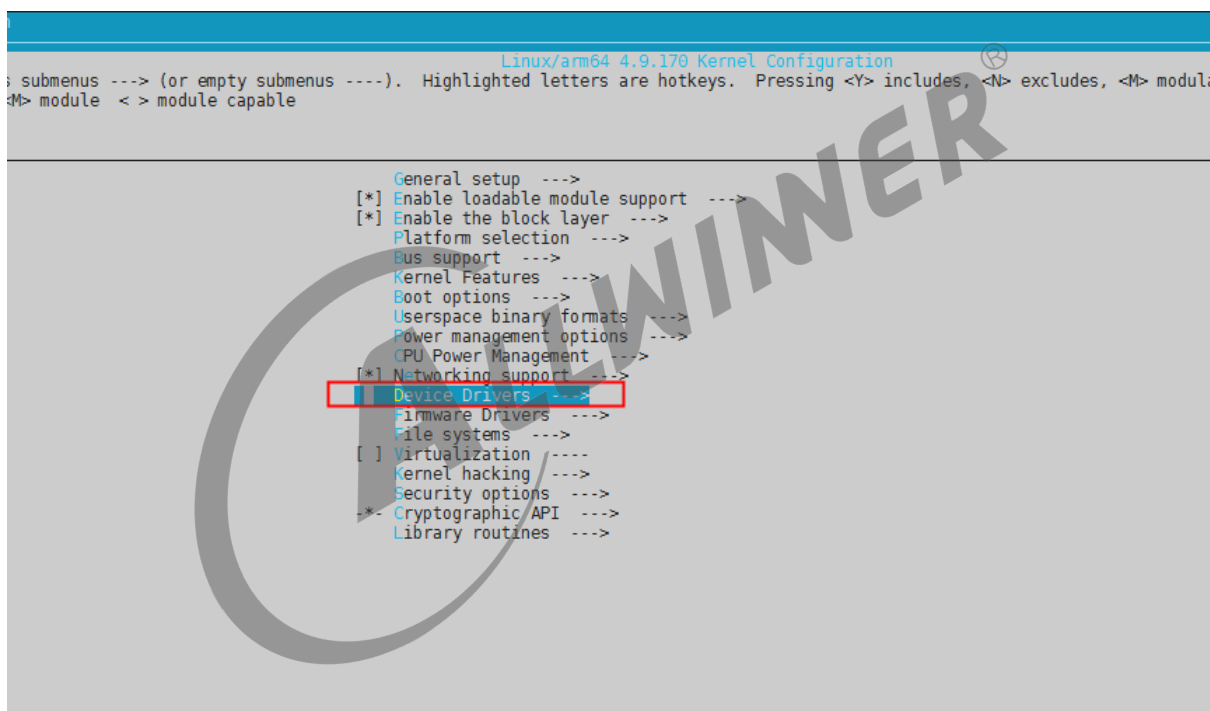 Linux/arm64 4.9.170 Kernel Configuration
submenus ---> (or empty submenus ----).  Highlighted letters are hotkeys.  Pressing <Y> includes, <N> excludes, <M> modula
<M> module  < > module capable
General setup  --->
[*] Enable loadable module support  --->
[*] Enable the block layer  --->
Platform selection  --->
Bus support  --->
Kernel Features  --->
Boot options  --->
Userspace binary formats  --->
Power management options  --->
CPU Power Management  --->
[*] Networking support  --->
Device Drivers  --->
Firmware Drivers  --->
File systems  --->
[ ] Virtualization  ----
Kernel hacking  --->
Security options  --->
-*- Cryptographic API  --->
Library routines  --->
ALLWINNER®